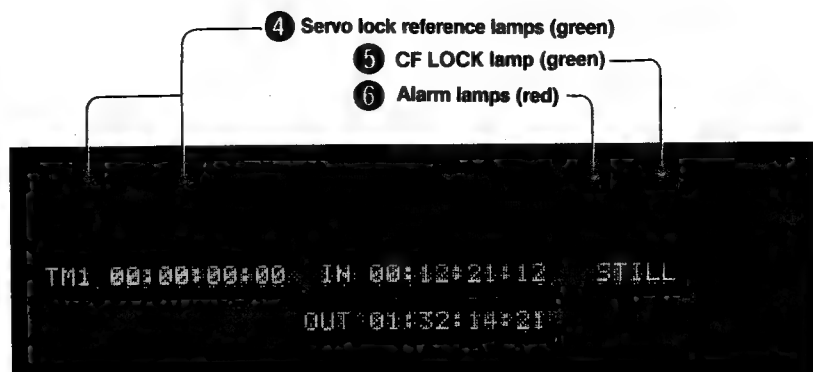 4 Servo lock reference lamps (green)
5 CF LOCK lamp (green)
6 Alarm lamps (red)
TM1 00:00:00:00 IN 00:12:21:12 STILL
OUT 01:32:14:21